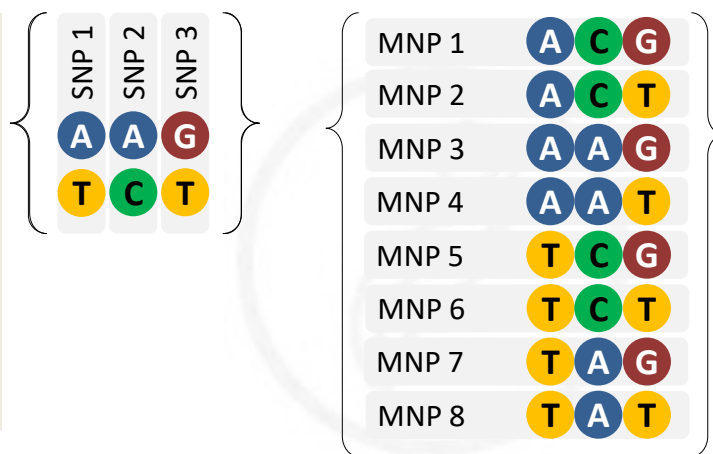 SNP 1
SNP 2
SNP 3
A A G
T C T
MNP 1 A C G
MNP 2 A C T
MNP 3 A A G
MNP 4 A A T
MNP 5 T C G
MNP 6 T C T
MNP 7 T A G
MNP 8 T A T